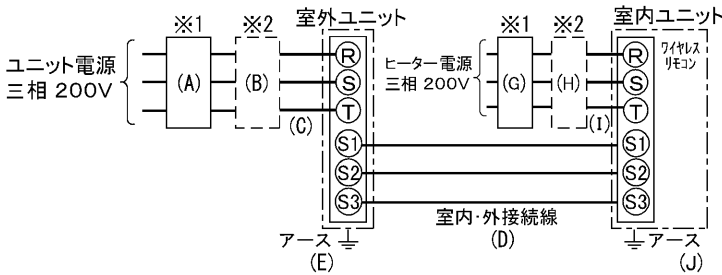 ※1 ※2 室外ユニット
ユニット電源
三相 200V
(A) (B) (C)
R
S
T
S1
S2
S3
アース
(E)
※1 ※2 室内ユニット
ヒーター電源
三相 200V
(G) (H) (I)
R
S
T
S1
S2
S3
ワイヤレス
リモコン
室内・外接続線
(D)
アース
(J)